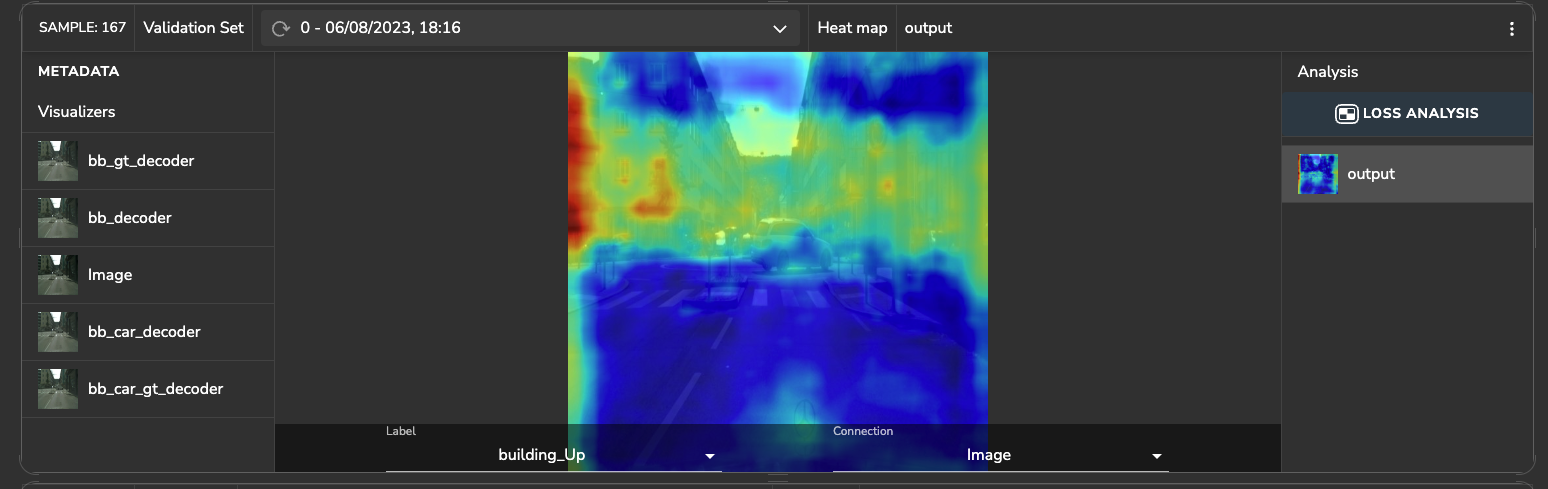 SAMPLE: 167 Validation Set 0 - 06/08/2023, 18:16 Heat map output
METADATA
Visualizers
bb_gt_decoder
bb_decoder
Image
bb_car_decoder
bb_car_gt_decoder
Label
building_Up
Connection
Image
Analysis
LOSS ANALYSIS
output